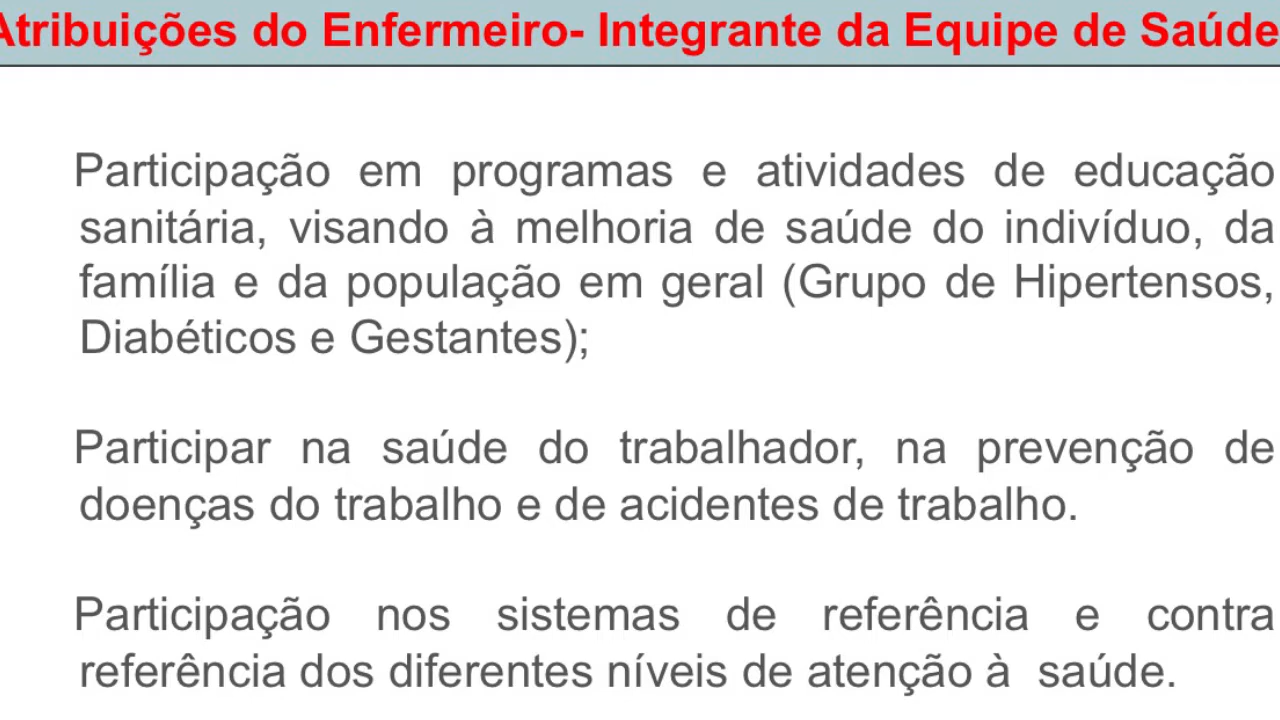 Atribuições do Enfermeiro- Integrante da Equipe de Saúde
Participação em programas e atividades de educação
sanitária, visando à melhoria de saúde do indivíduo, da
família e da população em geral (Grupo de Hipertensos,
Diabéticos e Gestantes);
Participar na saúde do trabalhador, na prevenção de
doenças do trabalho e de acidentes de trabalho.
Participação nos sistemas de referência e contra
referência dos diferentes níveis de atenção à  saúde.